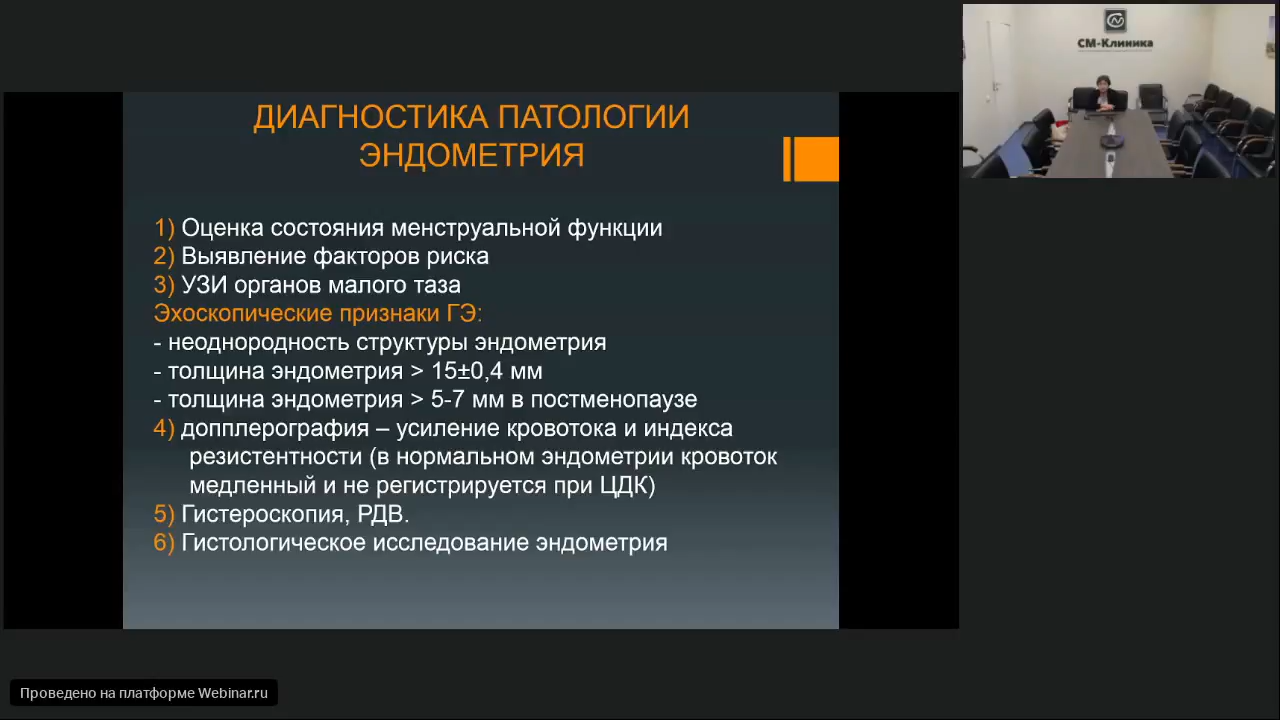 ДИАГНОСТИКА ПАТОЛОГИИ
ЭНДОМЕТРИЯ
1) Оценка состояния менструальной функции
2) Выявление факторов риска
3) УЗИ органов малого таза
Эхоскопические признаки ГЭ:
- неоднородность структуры эндометрия
- толщина эндометрия > 15±0,4 мм
- толщина эндометрия > 5-7 мм в постменопаузе
4) допплерография – усиление кровотока и индекса
резистентности (в нормальном эндометрии кровоток
медленный и не регистрируется при ЦДК)
5) Гистероскопия, РДВ.
6) Гистологическое исследование эндометрия
СМ-Клиника
Проведено на платформе Webinar.ru